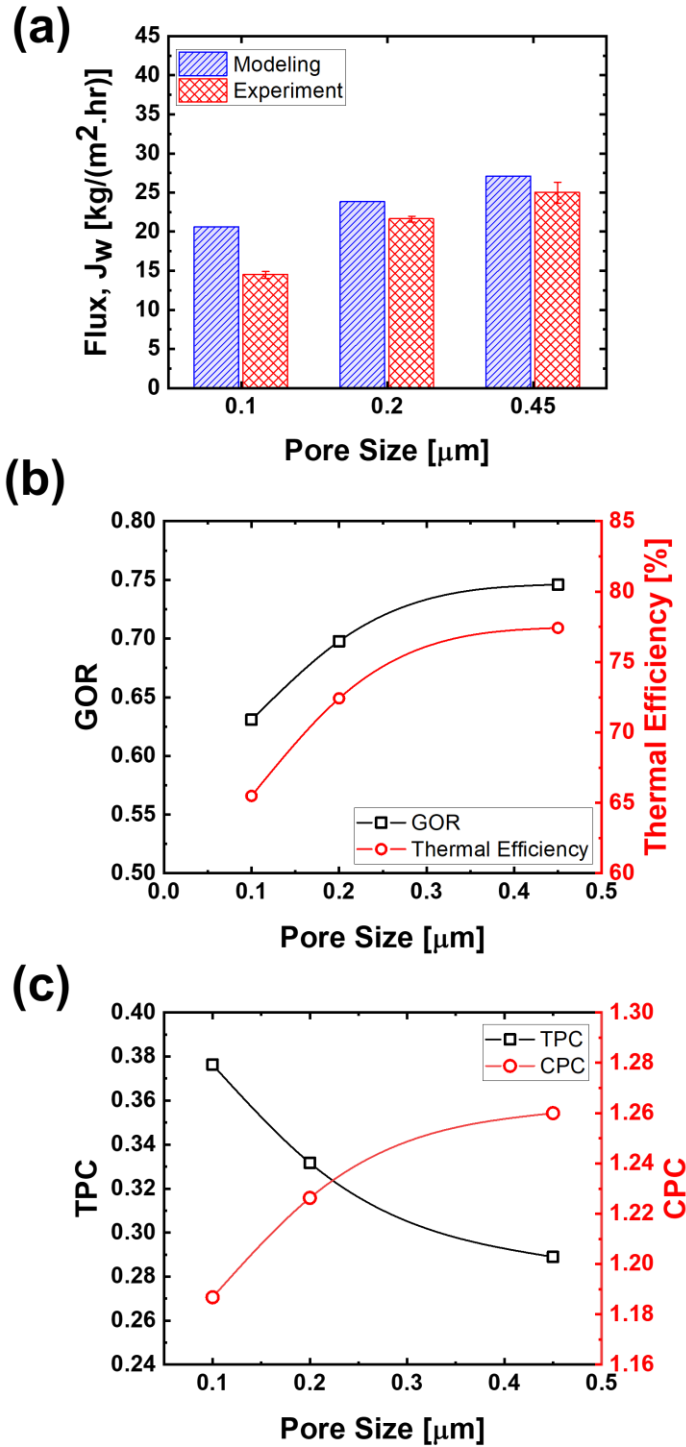 (a)
45
40
35
30
25
20
15
10
5
0
Flux, Jw [kg/(m².hr)]
Modeling
Experiment
0.1 0.2 0.45
Pore Size [μm]
(b)
0.80
0.75
0.70
0.65
0.60
0.55
0.50
GOR
GOR
Thermal Efficiency
85
80
75
70
65
60
Thermal Efficiency [%]
0.0 0.1 0.2 0.3 0.4 0.5
Pore Size [μm]
(c)
0.40
0.38
0.36
0.34
0.32
0.30
0.28
0.26
0.24
TPC
TPC
CPC
1.30
1.28
1.26
1.24
1.22
1.20
1.18
1.16
CPC
0.1 0.2 0.3 0.4 0.5
Pore Size [μm]